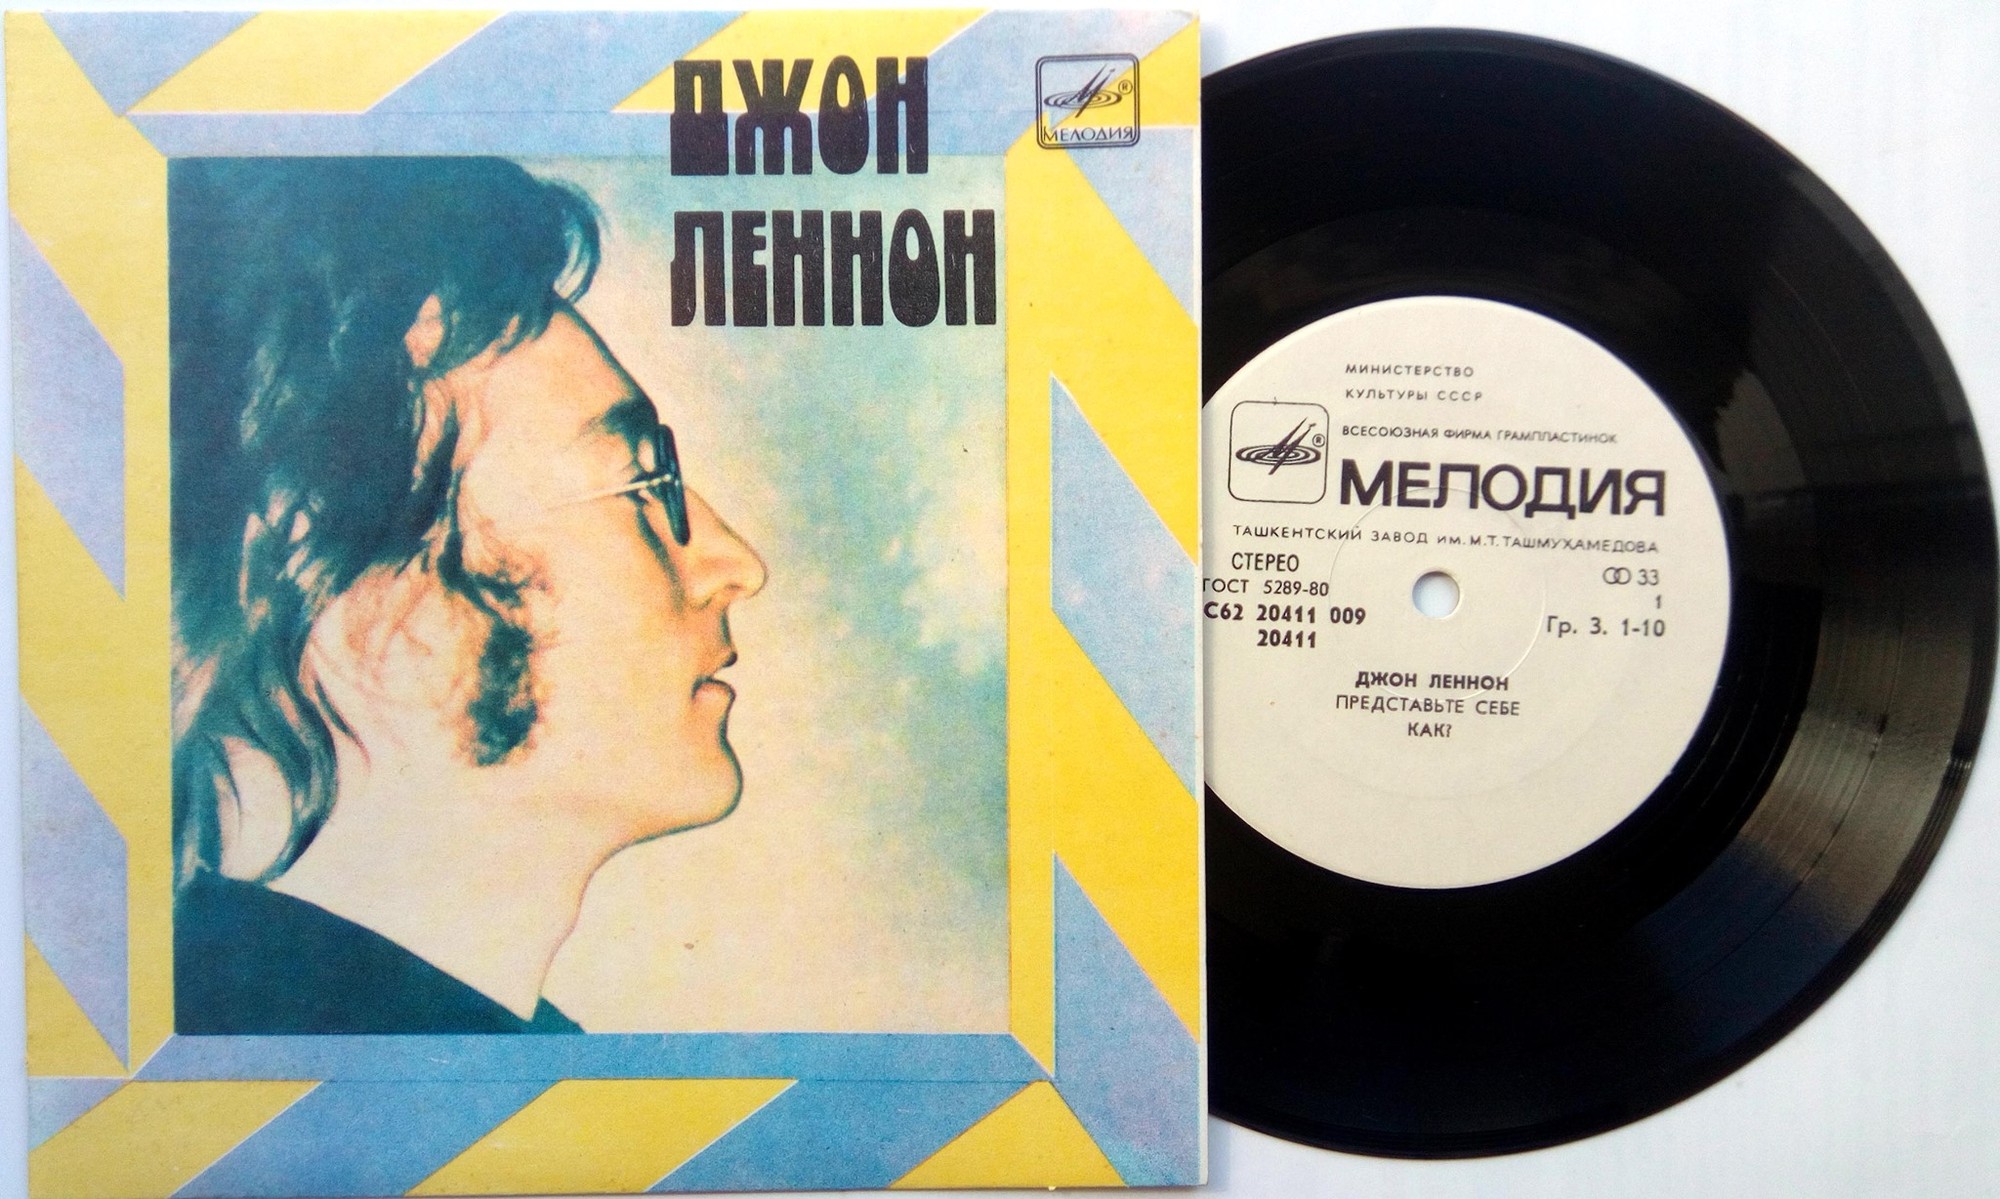 ДЖОН
ЛЕННОН
®
МЕЛОДИЯ
МИНИСТЕРСТВО
КУЛЬТУРЫ СССР
ВСЕСОЮЗНАЯ ФИРМА ГРАМПЛАСТИНОК
®
МЕЛОДИЯ
ТАШКЕНТСКИЙ ЗАВОД ИМ. М.Т. ТАШМУХАМЕДОВА
СТЕРЕО
ГОСТ 5289-80
С62 20411 009
20411
33
1
Гр. 3. 1-10
ДЖОН ЛЕННОН
ПРЕДСТАВЬТЕ СЕБЕ
КАК?